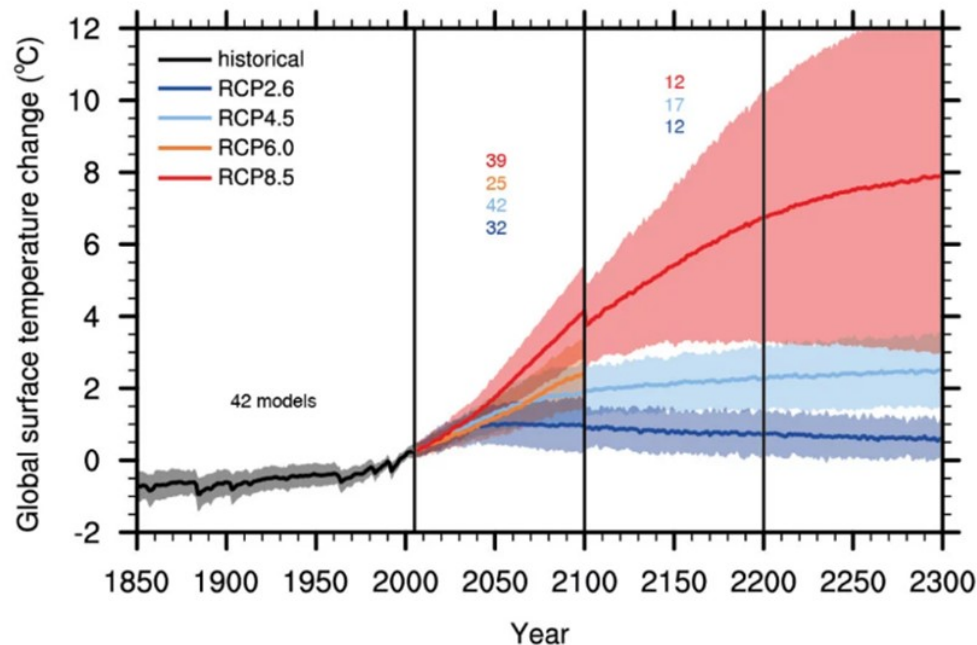 Global surface temperature change (°C)
12
10
8
6
4
2
0
-2
historical
RCP2.6
RCP4.5
RCP6.0
RCP8.5
42 models
39
25
42
32
12
17
12
1850 1900 1950 2000 2050 2100 2150 2200 2250 2300
Year